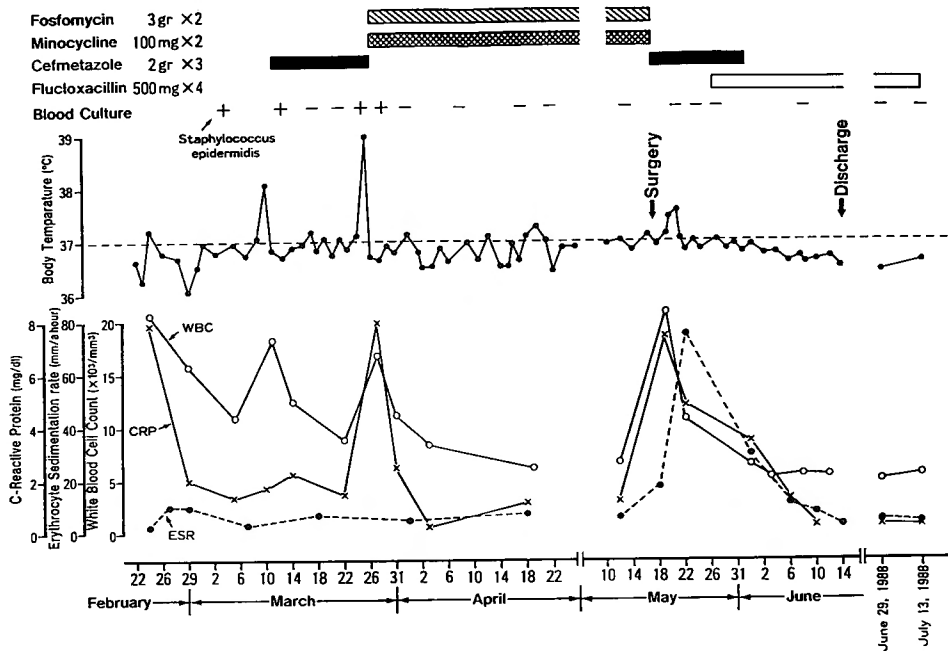 Fosfomycin 3gr ×2
Minocycline 100mg×2
Cefmetazole 2gr ×3
Flucloxacillin 500mg ×4
Blood Culture + + − − − + + − − − − − − − − − − − −
Staphylococcus
epidermidis
Surgery
Discharge
Body Temparature (°C)
39
38
37
36
C-Reactive Protein (mg/dl)
8
6
4
2
0
Erythrocyte Sedimentation rate (mm/ahour)
80
60
40
20
0
White Blood Cell Count (×10³/mm³)
20
15
10
5
0
WBC
CRP
ESR
22 26 29 6 10 14 18 22 26 31 2 6 10 14 18 22 10 14 18 22 26 31 2 6 10 14
February March April May June
June 29, 1988
July 13, 1988